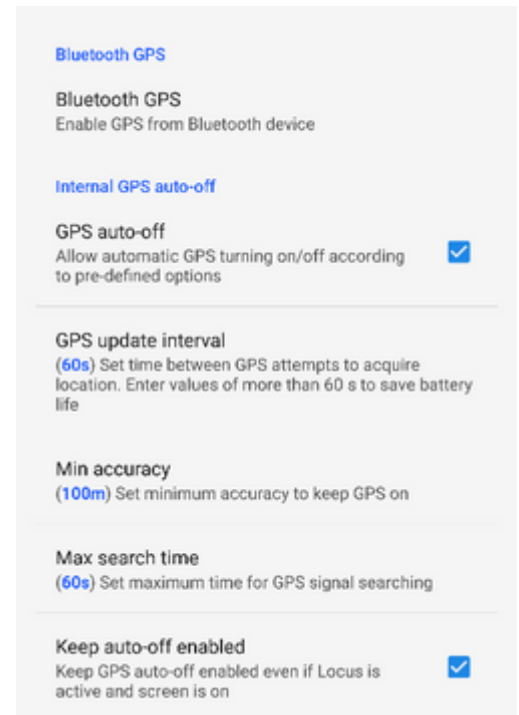 Bluetooth GPS
Bluetooth GPS
Enable GPS from Bluetooth device
Internal GPS auto-off
GPS auto-off
Allow automatic GPS turning on/off according
to pre-defined options
GPS update interval
(60s) Set time between GPS attempts to acquire
location. Enter values of more than 60 s to save battery
life
Min accuracy
(100m) Set minimum accuracy to keep GPS on
Max search time
(60s) Set maximum time for GPS signal searching
Keep auto-off enabled
Keep GPS auto-off enabled even if Locus is
active and screen is on